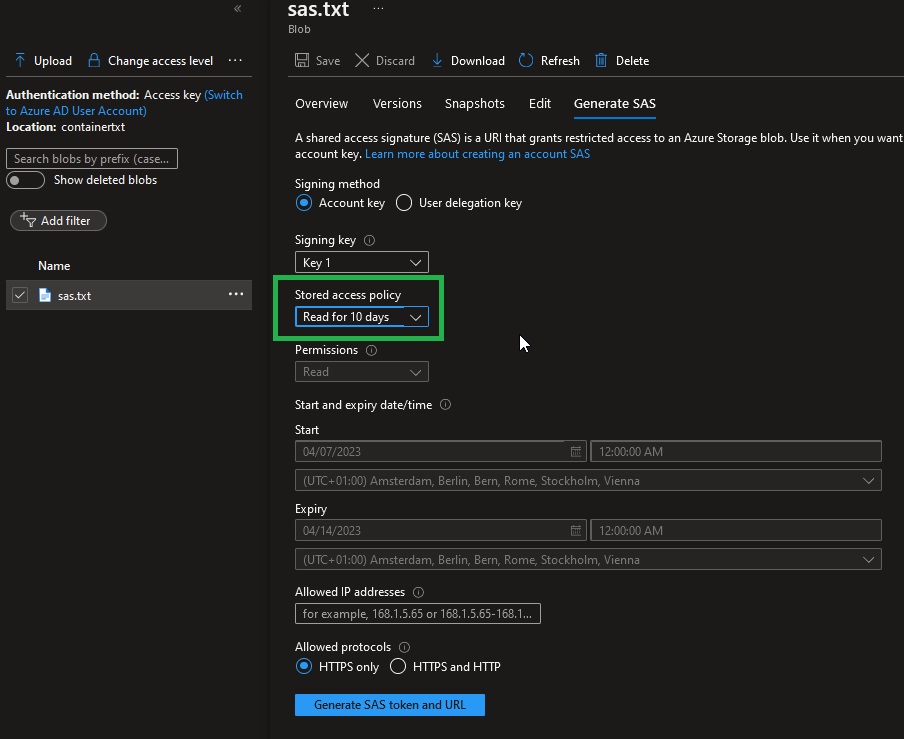 «
sas.txt ...
Blob
Upload Change access level ...
Authentication method: Access key (Switch
to Azure AD User Account)
Location: containertxt
Search blobs by prefix (case...
Show deleted blobs
Add filter
Name
sas.txt ...
Save Discard Download Refresh Delete
Overview Versions Snapshots Edit Generate SAS
A shared access signature (SAS) is a URI that grants restricted access to an Azure Storage blob. Use it when you want
account key. Learn more about creating an account SAS
Signing method
Account key User delegation key
Signing key
Key 1
Stored access policy
Read for 10 days
Permissions
Read
Start and expiry date/time
Start
04/07/2023 12:00:00 AM
(UTC+01:00) Amsterdam, Berlin, Bern, Rome, Stockholm, Vienna
Expiry
04/14/2023 12:00:00 AM
(UTC+01:00) Amsterdam, Berlin, Bern, Rome, Stockholm, Vienna
Allowed IP addresses
for example, 168.1.5.65 or 168.1.5.65-168.1...
Allowed protocols
HTTPS only HTTPS and HTTP
Generate SAS token and URL